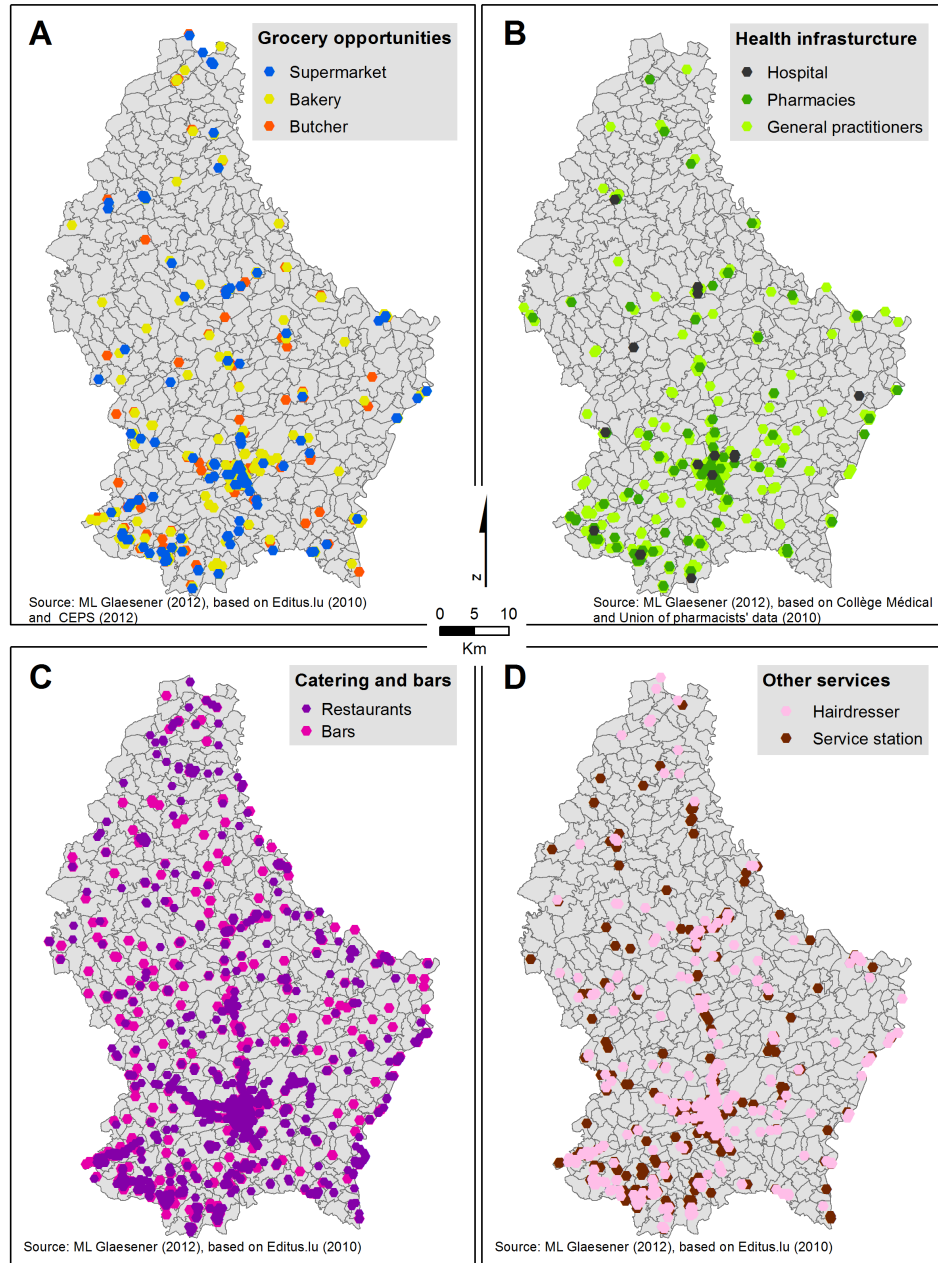 A
Grocery opportunities
Supermarket
Bakery
Butcher
Source: ML Glaesener (2012), based on Editus.lu (2010)
and CEPS (2012)
B
Health infrasturcture
Hospital
Pharmacies
General practitioners
Source: ML Glaesener (2012), based on Collège Médical
and Union of pharmacists' data (2010)
z
0 5 10
Km
C
Catering and bars
Restaurants
Bars
Source: ML Glaesener (2012), based on Editus.lu (2010)
D
Other services
Hairdresser
Service station
Source: ML Glaesener (2012), based on Editus.lu (2010)